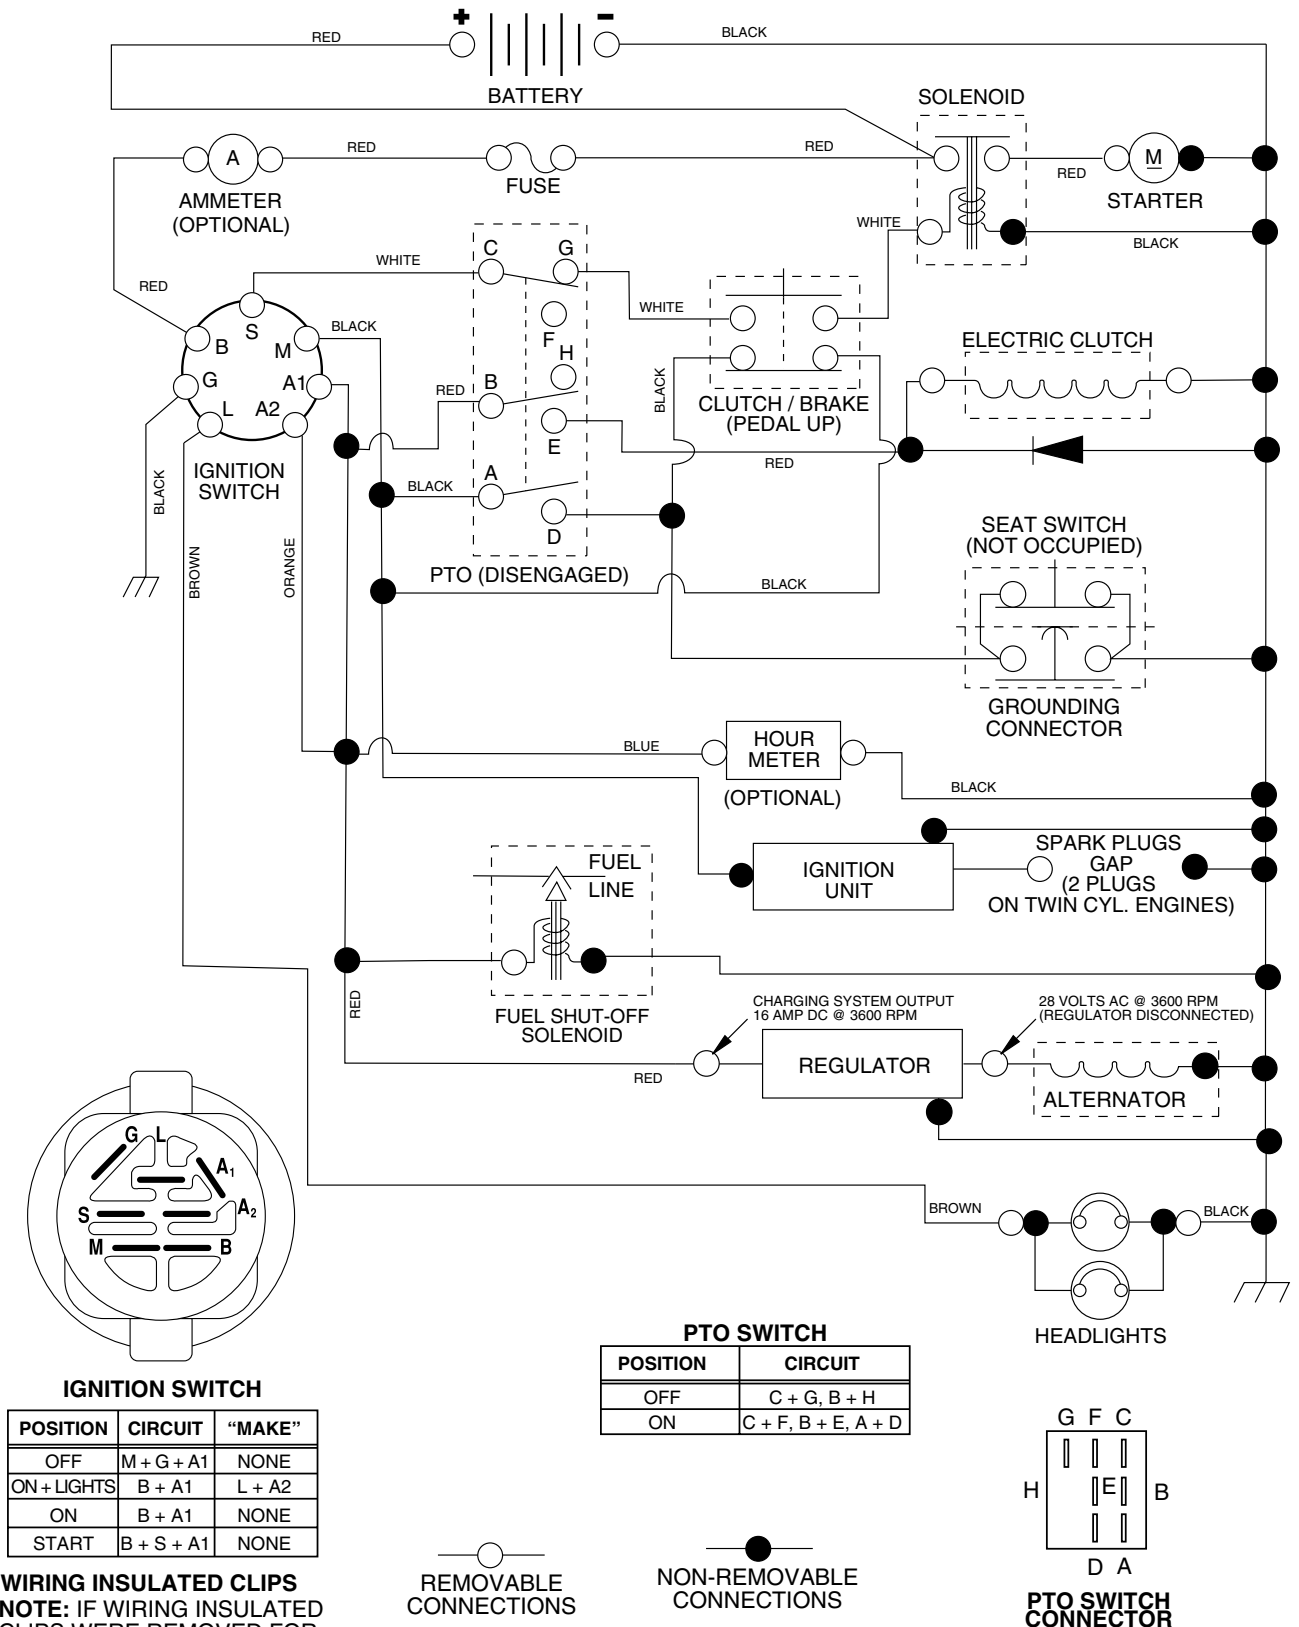 +
-
RED
BLACK
BATTERY
SOLENOID
A
RED
FUSE
RED
RED
M
AMMETER
(OPTIONAL)
STARTER
WHITE
BLACK
WHITE
C
G
RED
S
B
M
BLACK
F
H
WHITE
ELECTRIC CLUTCH
G
A1
RED
B
BLACK
CLUTCH / BRAKE
(PEDAL UP)
L
A2
E
RED
IGNITION
SWITCH
BLACK
A
BLACK
D
SEAT SWITCH
(NOT OCCUPIED)
BROWN
ORANGE
PTO (DISENGAGED)
BLACK
GROUNDING
CONNECTOR
BLUE
HOUR
METER
(OPTIONAL)
BLACK
IGNITION
UNIT
SPARK PLUGS
GAP
(2 PLUGS
ON TWIN CYL. ENGINES)
FUEL
LINE
RED
FUEL SHUT-OFF
SOLENOID
CHARGING SYSTEM OUTPUT
16 AMP DC @ 3600 RPM
28 VOLTS AC @ 3600 RPM
(REGULATOR DISCONNECTED)
RED
REGULATOR
ALTERNATOR
G L
A1
S
A2
M
B
BROWN
BLACK
HEADLIGHTS
IGNITION SWITCH
POSITION CIRCUIT “MAKE”
OFF M + G + A1 NONE
ON + LIGHTS B + A1 L + A2
ON B + A1 NONE
START B + S + A1 NONE
PTO SWITCH
POSITION CIRCUIT
OFF C + G, B + H
ON C + F, B + E, A + D
G F C
H E B
D A
PTO SWITCH
CONNECTOR
REMOVABLE
CONNECTIONS
NON-REMOVABLE
CONNECTIONS
WIRING INSULATED CLIPS
NOTE: IF WIRING INSULATED
CLIPS WERE REMOVED FOR